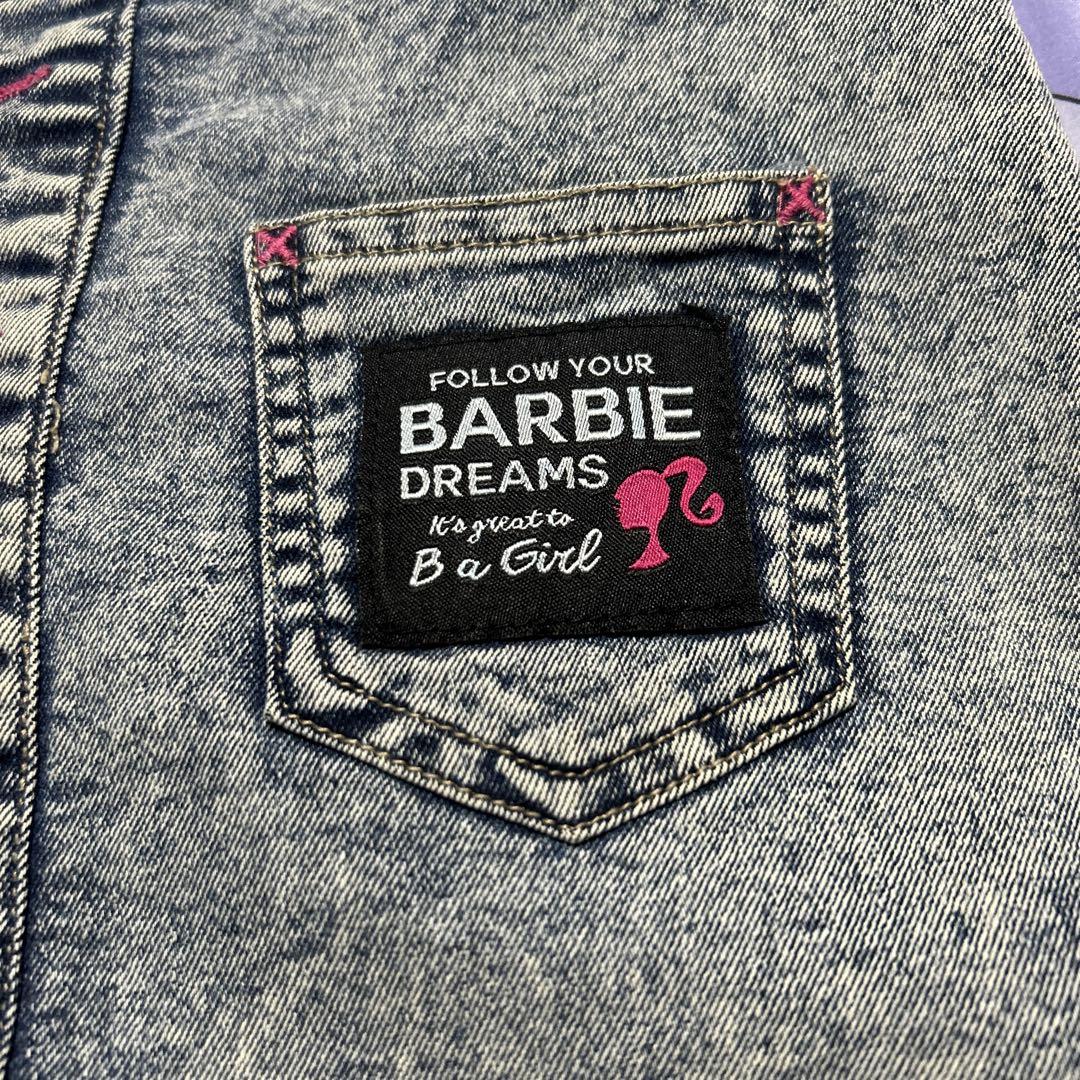 FOLLOW YOUR
BARBIE
DREAMS
It's great to
B a Girl